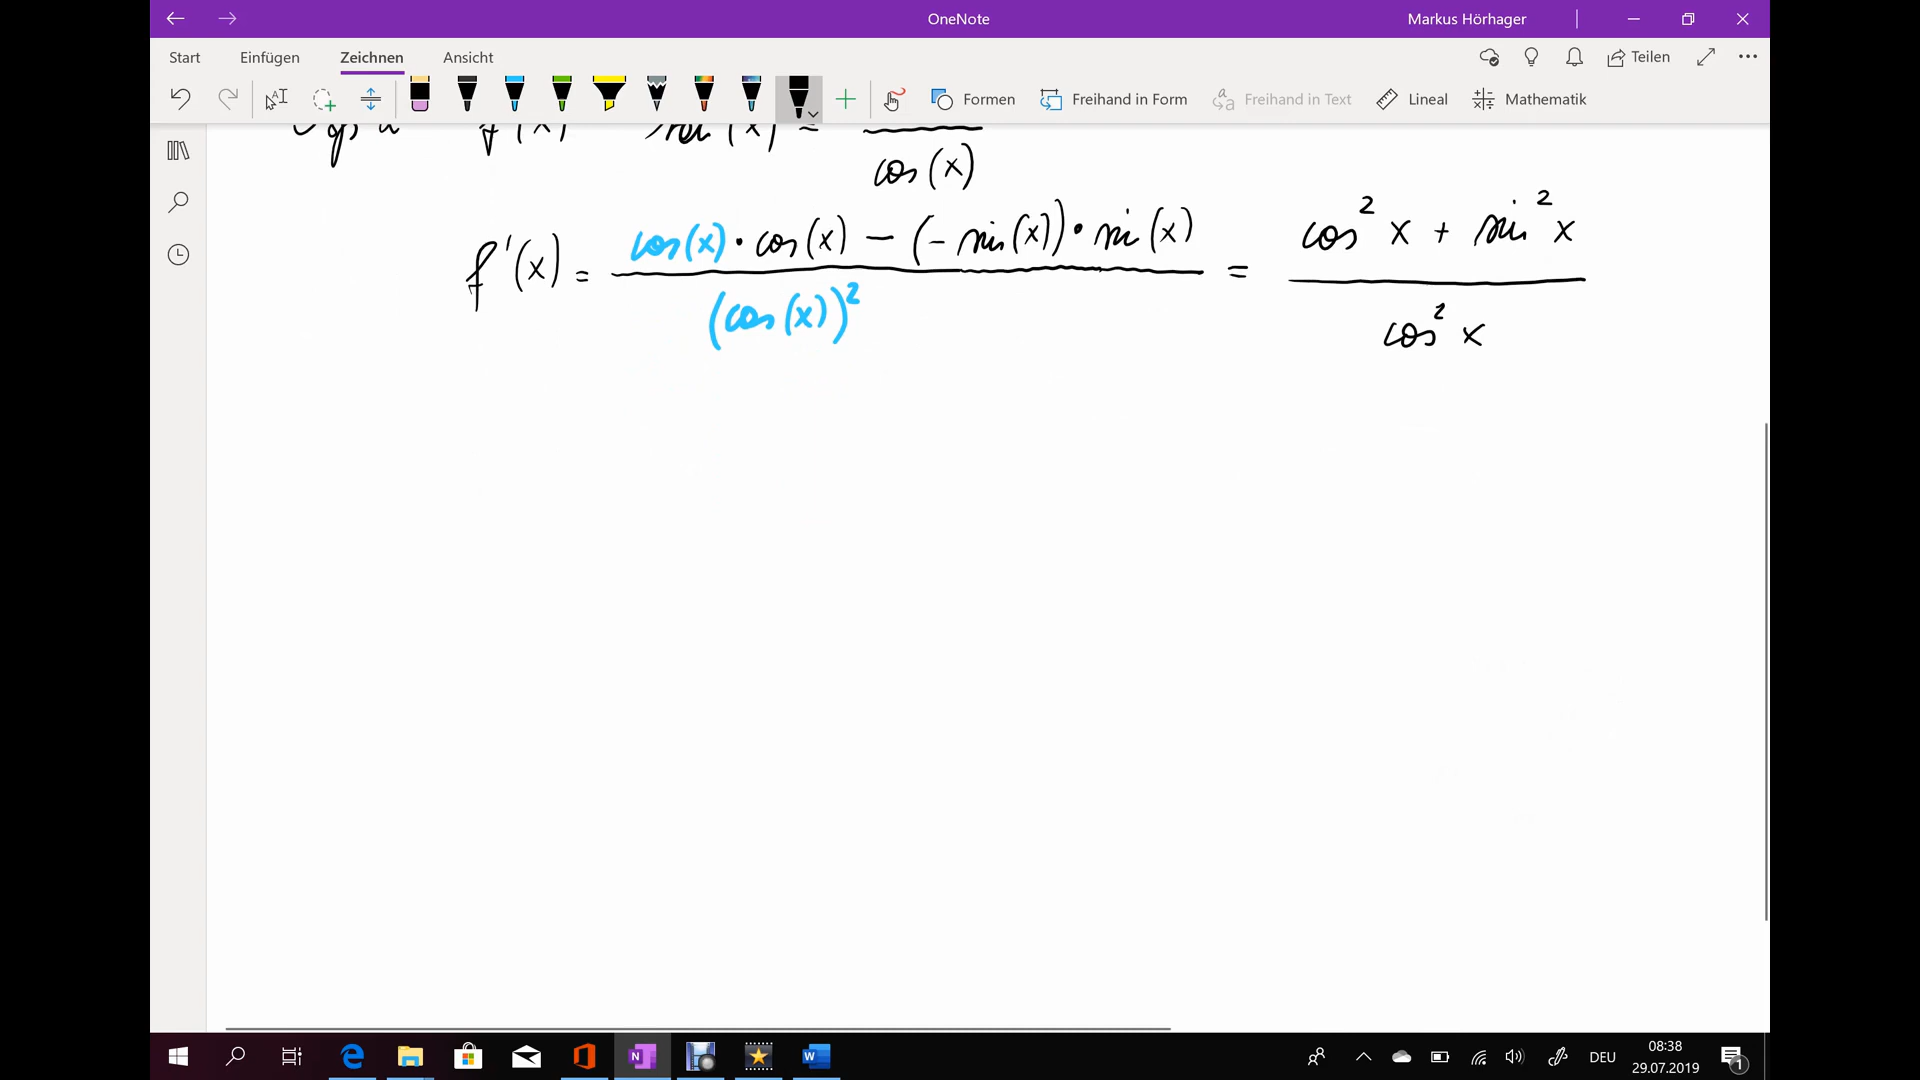 OneNote
Markus Hörhager
Start Einfügen Zeichnen Ansicht
Teilen
Formen Freihand in Form Freihand in Text Lineal Mathematik
f(x) (x) =
cos(x)
f'(x) = cos(x) · cos(x) − (− sin(x)) · sin(x) / (cos(x))² = cos² x + sin² x / cos² x
DEU
08:38
29.07.2019
1